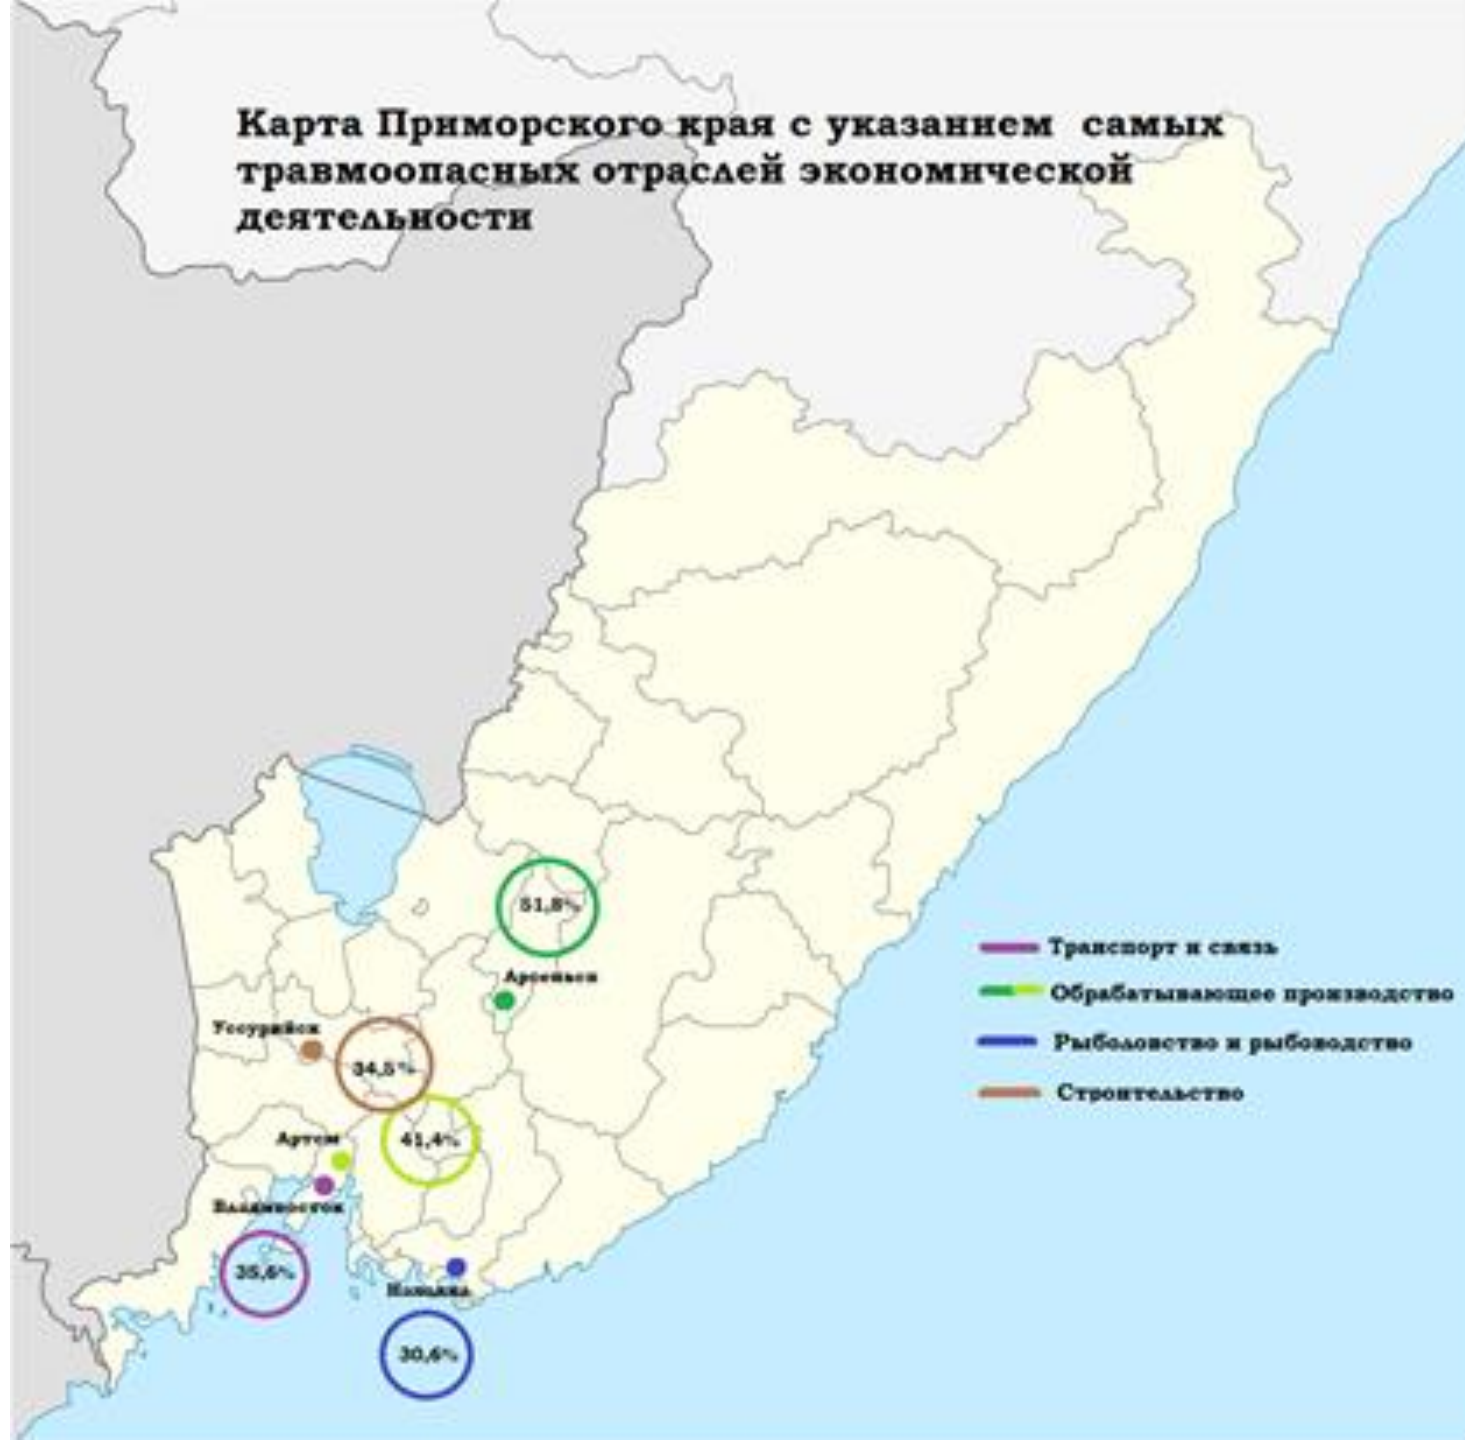 Карта Приморского края с указанием самых
травмоопасных отраслей экономической
деятельности
51,8%
Арсеньев
Уссурийск
34,5%
Артем
41,4%
Владивосток
35,6%
Находка
30,6%
Транспорт и связь
Обрабатывающее производство
Рыболовство и рыбоводство
Строительство